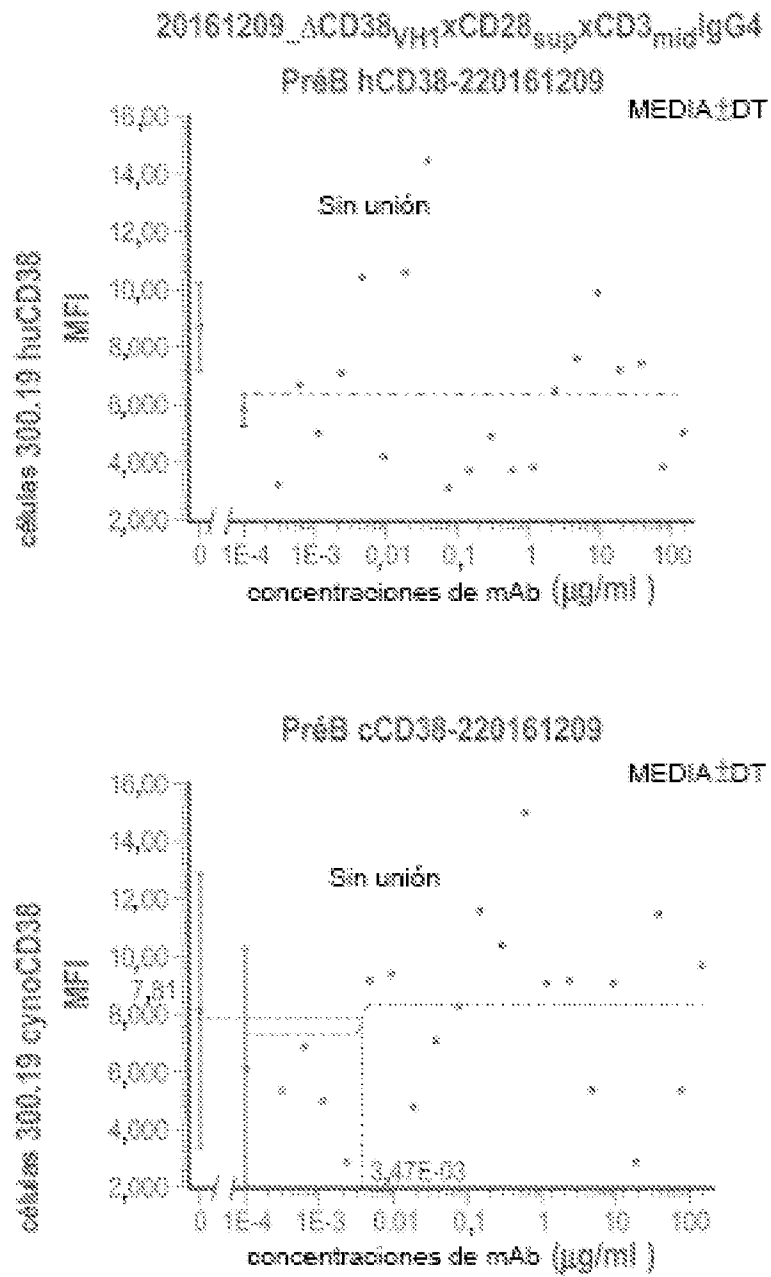 20161209_ΔCD38VH1xCD28supxCD3midIgG4
PréB hCD38-220161209
MEDIA±DT
16,00
14,00
Sin unión
12,00
10,00
8,000
6,000
4,000
2,000
células 300.19 huCD38
MFI
0 1E-4 1E-3 0,01 0,1 1 10 100
concentraciones de mAb (µg/ml )
PréB cCD38-220161209
MEDIA±DT
16,00
14,00
Sin unión
12,00
10,00
7,81
8,000
6,000
4,000
2,000
3,47E-03
células 300.19 cynoCD38
MFI
0 1E-4 1E-3 0.01 0,1 1 10 100
concentraciones de mAb (µg/ml )